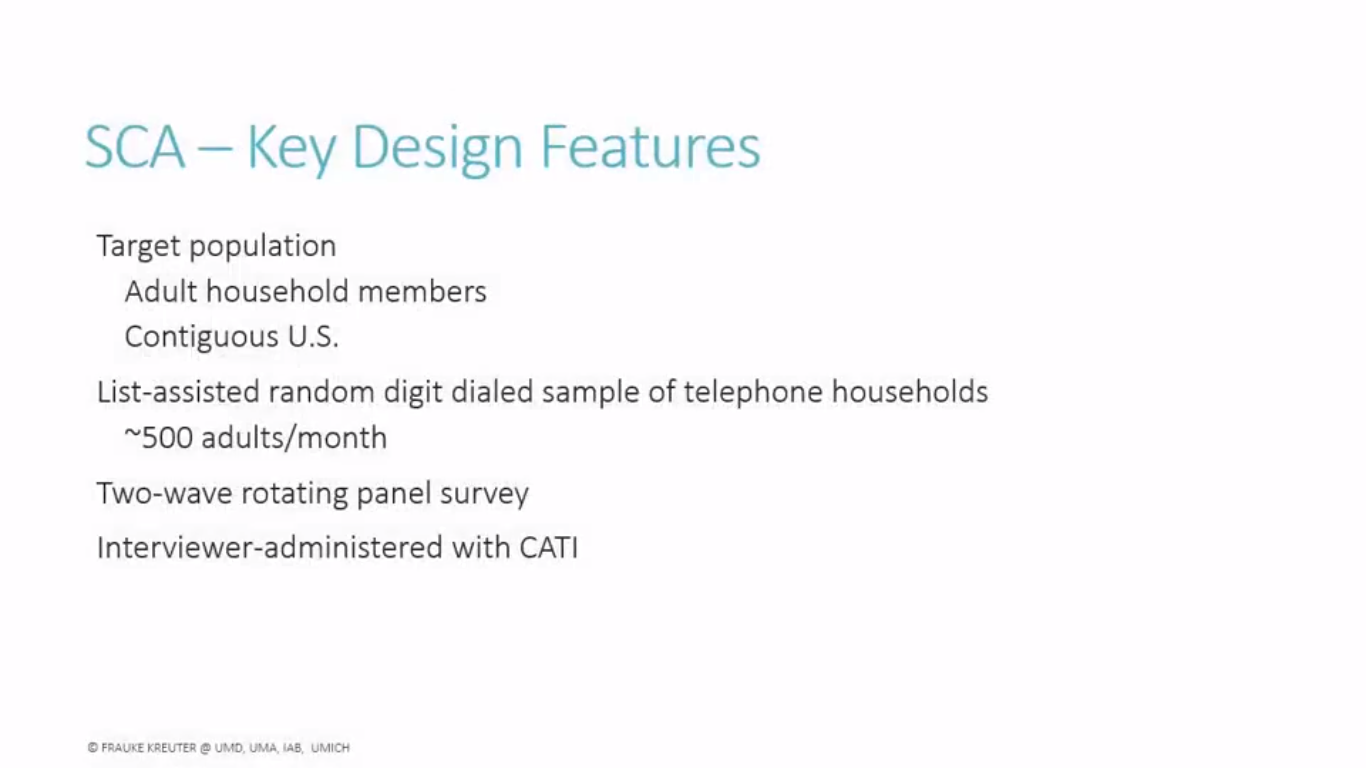 SCA – Key Design Features
Target population
Adult household members
Contiguous U.S.
List-assisted random digit dialed sample of telephone households
~500 adults/month
Two-wave rotating panel survey
Interviewer-administered with CATI
© FRAUKE KREUTER @ UMD, UMA, IAB, UMICH